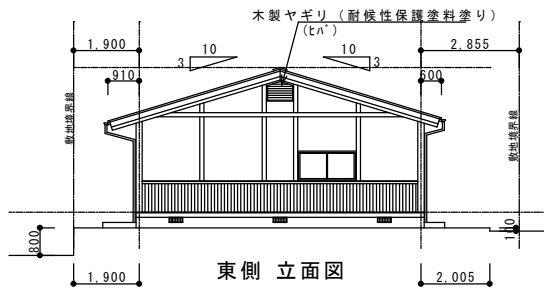 木製ヤギリ（耐候性保護塗料塗り）
(ヒバ)
1,900
10
3
10
3
2,855
910
600
敷地境界線
敷地境界線
800
100
1,900
東側 立面図
2,005